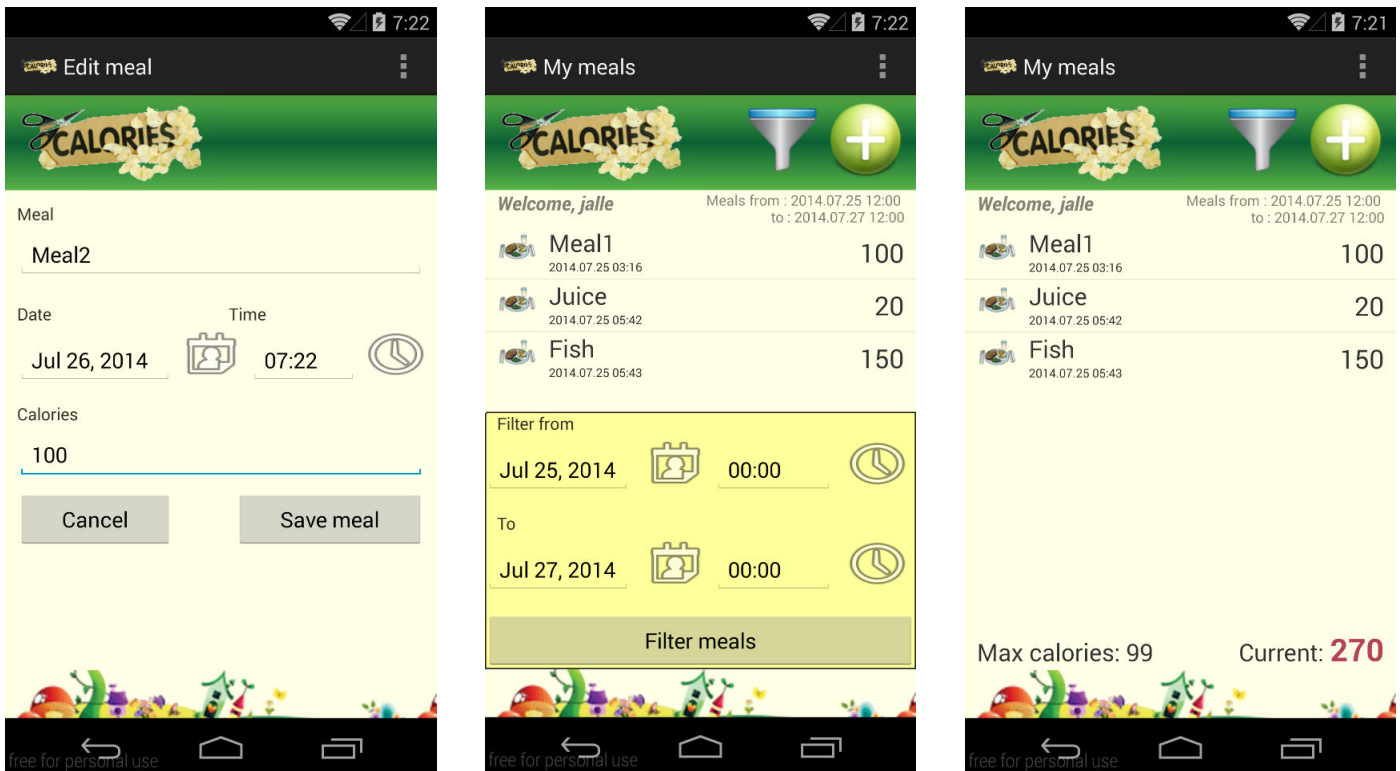 7:22
Edit meal
CALORIES
Meal
Meal2
Date Time
Jul 26, 2014 07:22
Calories
100
Cancel Save meal
free for personal use
7:22
My meals
CALORIES
Welcome, jalle Meals from : 2014.07.25 12:00
to : 2014.07.27 12:00
Meal1 100
2014.07.25 03:16
Juice 20
2014.07.25 05:42
Fish 150
2014.07.25 05:43
Filter from
Jul 25, 2014 00:00
To
Jul 27, 2014 00:00
Filter meals
free for personal use
7:21
My meals
CALORIES
Welcome, jalle Meals from : 2014.07.25 12:00
to : 2014.07.27 12:00
Meal1 100
2014.07.25 03:16
Juice 20
2014.07.25 05:42
Fish 150
2014.07.25 05:43
Max calories: 99 Current: 270
free for personal use